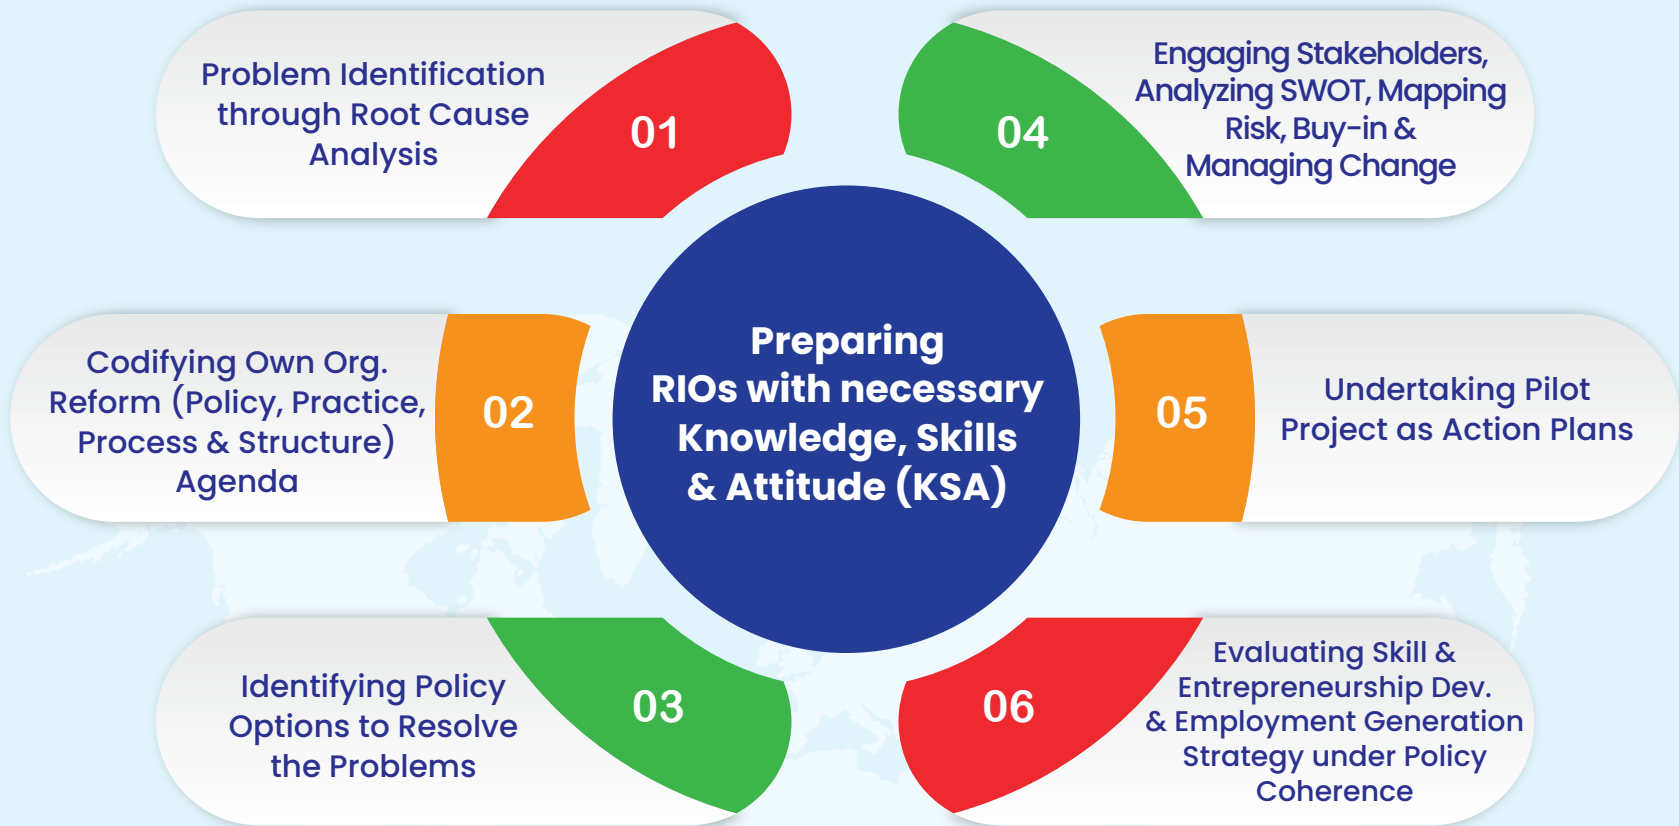 01
Problem Identification
through Root Cause
Analysis
02
Codifying Own Org.
Reform (Policy, Practice,
Process & Structure)
Agenda
03
Identifying Policy
Options to Resolve
the Problems
Preparing
RIOs with necessary
Knowledge, Skills
& Attitude (KSA)
04
Engaging Stakeholders,
Analyzing SWOT, Mapping
Risk, Buy-in &
Managing Change
05
Undertaking Pilot
Project as Action Plans
06
Evaluating Skill &
Entrepreneurship Dev.
& Employment Generation
Strategy under Policy
Coherence